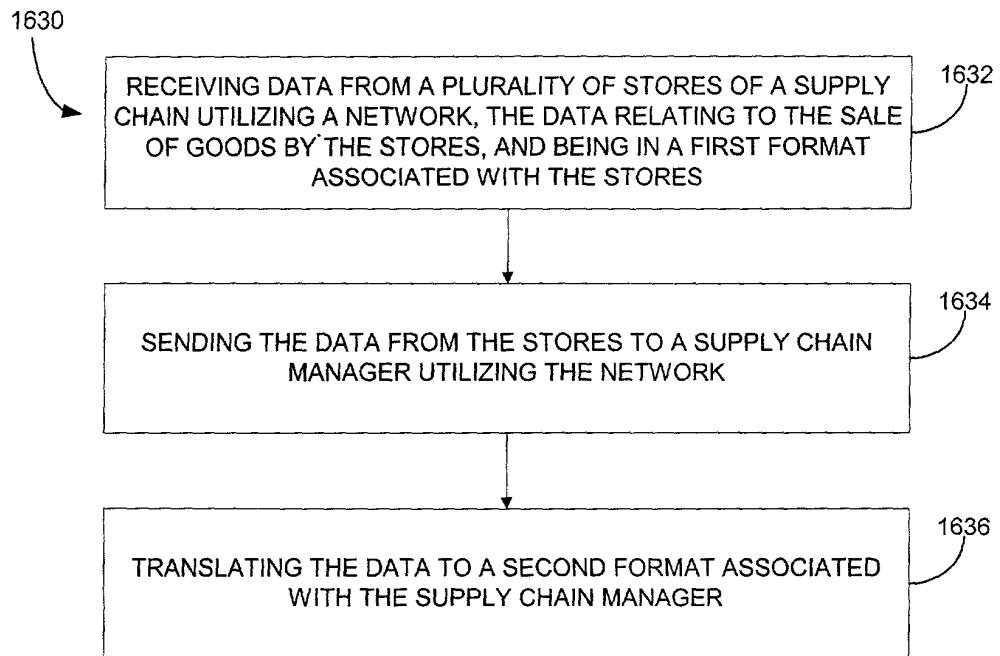 1630
RECEIVING DATA FROM A PLURALITY OF STORES OF A SUPPLY
CHAIN UTILIZING A NETWORK, THE DATA RELATING TO THE SALE
OF GOODS BY THE STORES, AND BEING IN A FIRST FORMAT
ASSOCIATED WITH THE STORES
1632
SENDING THE DATA FROM THE STORES TO A SUPPLY CHAIN
MANAGER UTILIZING THE NETWORK
1634
TRANSLATING THE DATA TO A SECOND FORMAT ASSOCIATED
WITH THE SUPPLY CHAIN MANAGER
1636